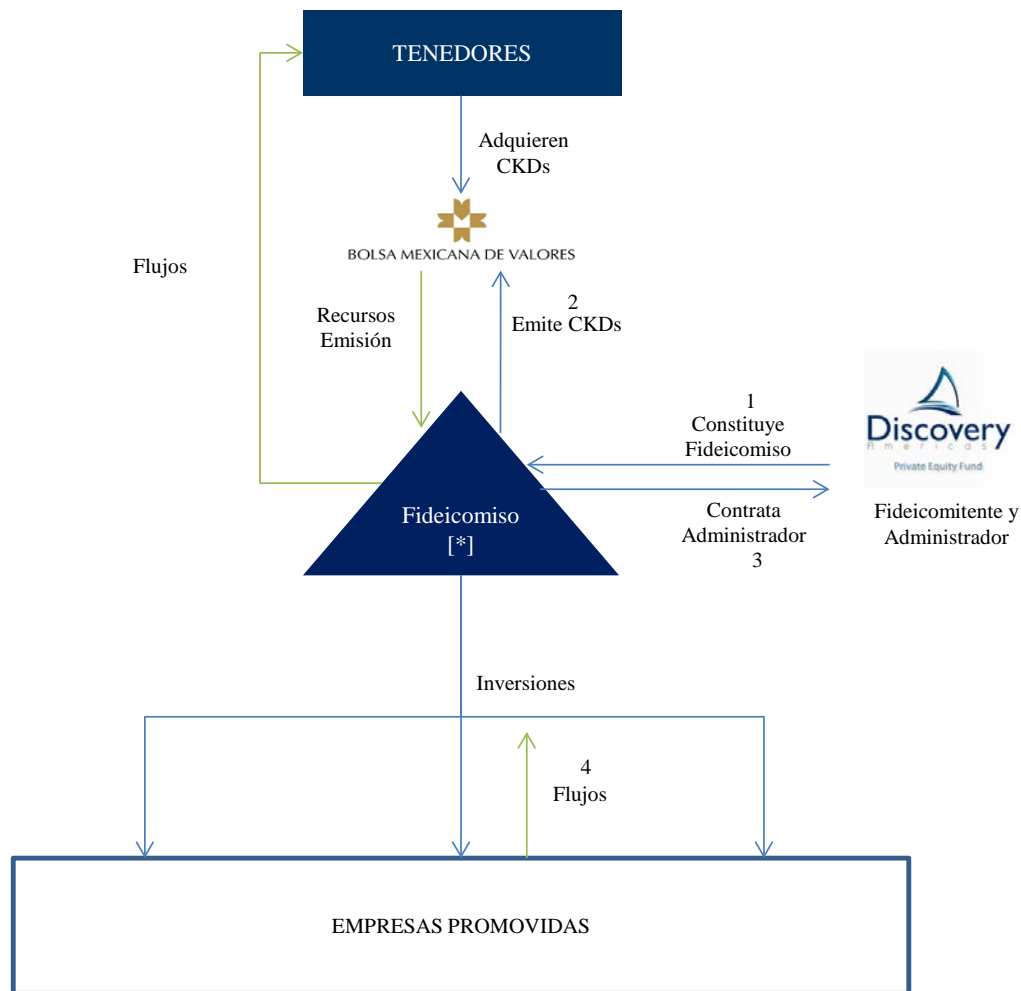 TENEDORES
Adquieren
CKDs
BOLSA MEXICANA DE VALORES
Flujos
Recursos
Emisión
2
Emite CKDs
1
Constituye
Fideicomiso
Discovery
Americas
Private Equity Fund
Fideicomiso
[*]
Contrata
Administrador
3
Fideicomitente y
Administrador
Inversiones
4
Flujos
EMPRESAS PROMOVIDAS